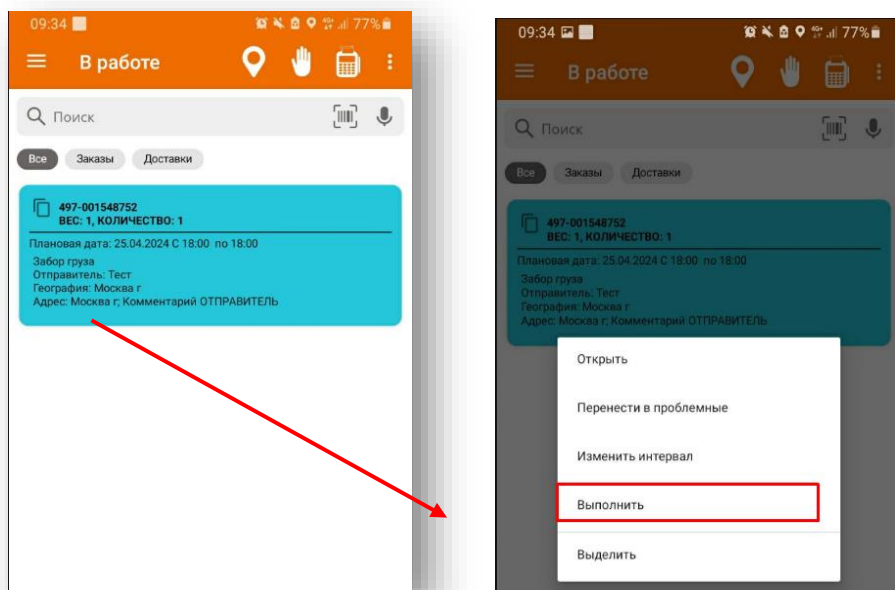 09:34 77%
В работе
Поиск
Все Заказы Доставки
497-001548752
ВЕС: 1, КОЛИЧЕСТВО: 1
Плановая дата: 25.04.2024 С 18:00 по 18:00
Забор груза
Отправитель: Тест
География: Москва г
Адрес: Москва г; Комментарий ОТПРАВИТЕЛЬ
09:34 77%
В работе
Поиск
Все Заказы Доставки
497-001548752
ВЕС: 1, КОЛИЧЕСТВО: 1
Плановая дата: 25.04.2024 С 18:00 по 18:00
Забор груза
Отправитель: Тест
География: Москва г
Адрес: Москва г; Комментарий ОТПРАВИТЕЛЬ
Открыть
Перенести в проблемные
Изменить интервал
Выполнить
Выделить